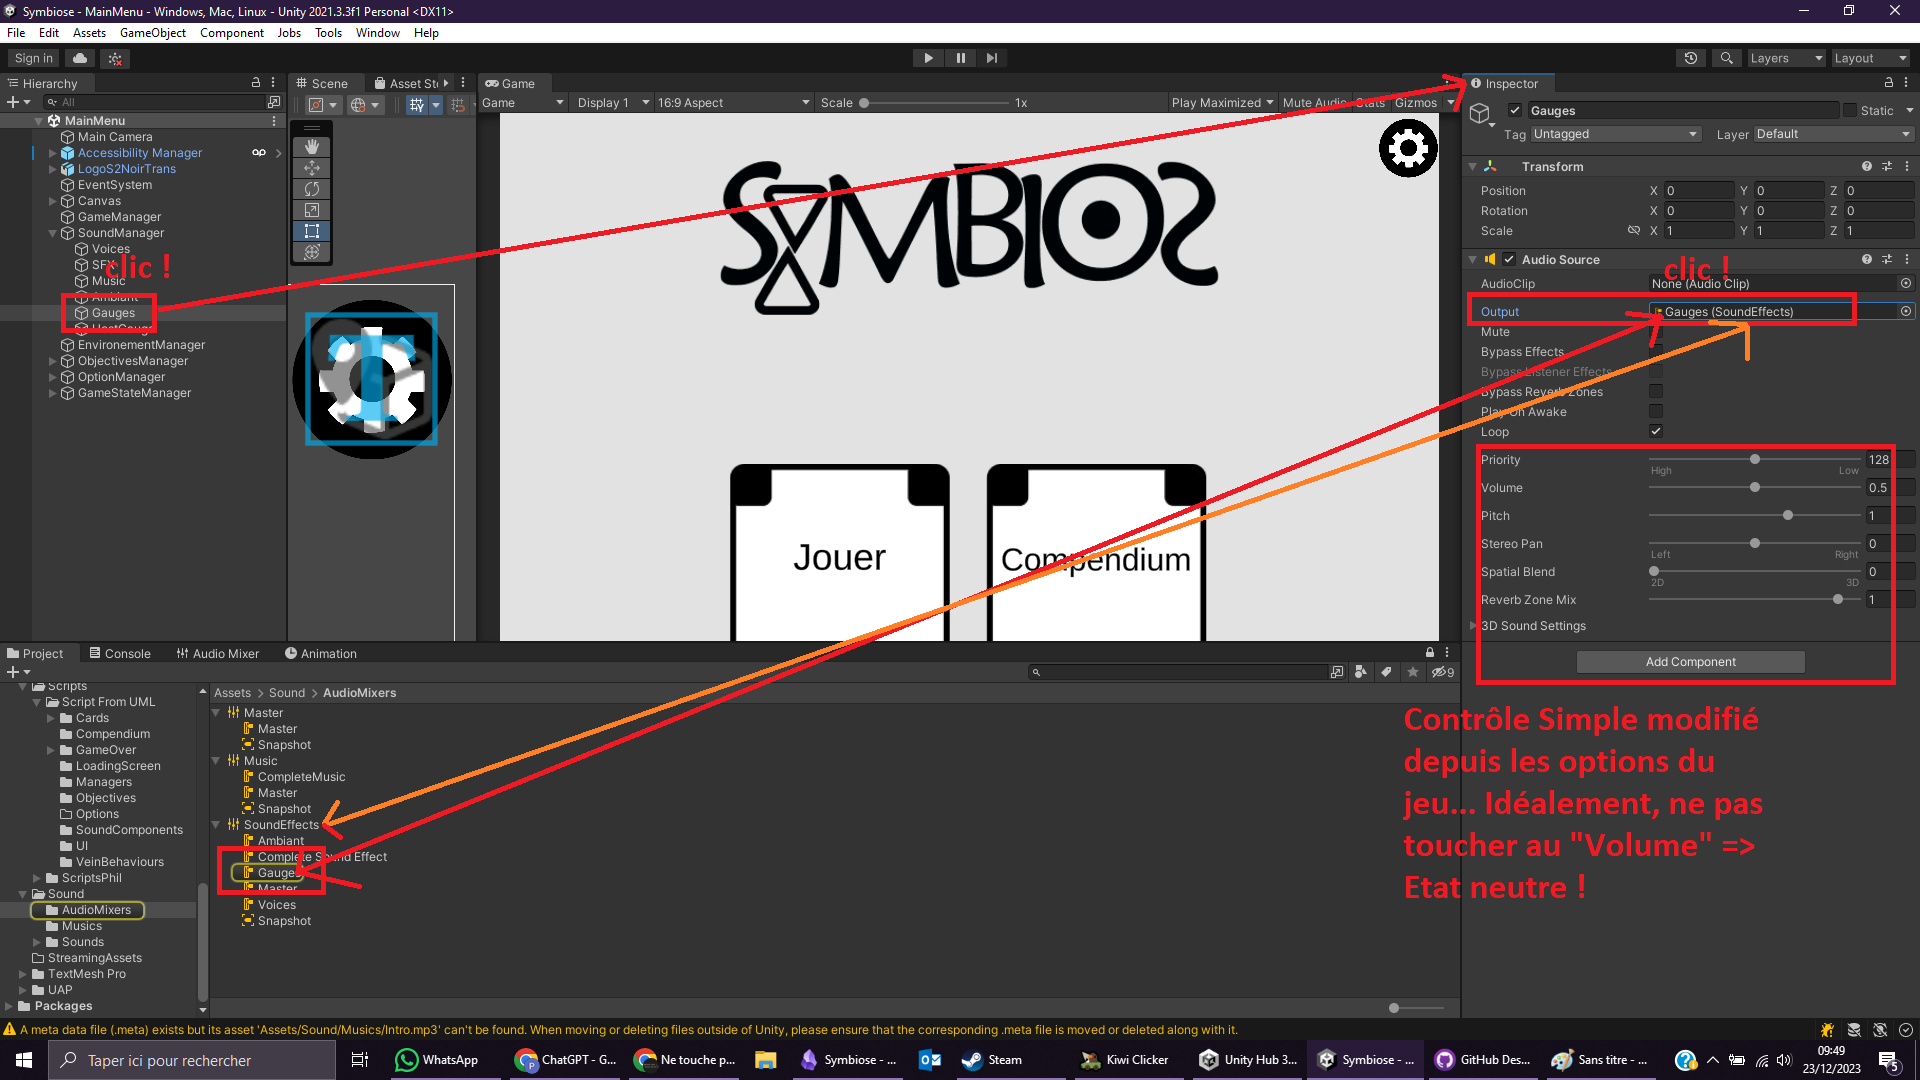 Symbiose - MainMenu - Windows, Mac, Linux - Unity 2021.3.3f1 Personal <DX11>
File Edit Assets GameObject Component Jobs Tools Window Help
Sign in
Layers Layout
Hierarchy
All
MainMenu
Main Camera
Accessibility Manager
LogoS2NoirTrans
EventSystem
Canvas
GameManager
SoundManager
Voices
SFX
clic !
Music
Ambiant
Gauges
EnvironementManager
ObjectivesManager
OptionManager
GameStateManager
Scene Asset Sto
Game
Game Display 1 16:9 Aspect Scale 1x Play Maximized Mute Audio Stats Gizmos
SYMBIOS
Jouer
Compendium
Inspector
Gauges Static
Tag Untagged Layer Default
Transform
Position X 0 Y 0 Z 0
Rotation X 0 Y 0 Z 0
Scale X 1 Y 1 Z 1
Audio Source
clic !
AudioClip None (Audio Clip)
Output Gauges (SoundEffects)
Mute
Bypass Effects
Bypass Listener Effects
Bypass Reverb Zones
Play On Awake
Loop
Priority 128
High Low
Volume 0.5
Pitch 1
Stereo Pan 0
Left Right
Spatial Blend 0
2D 3D
Reverb Zone Mix 1
3D Sound Settings
Add Component
Contrôle Simple modifié
depuis les options du
jeu... Idéalement, ne pas
toucher au "Volume" =>
Etat neutre !
Project Console Audio Mixer Animation
9
Scripts
Script From UML
Cards
Compendium
GameOver
LoadingScreen
Managers
Objectives
Options
SoundComponents
UI
VeinBehaviours
ScriptsPhil
Sound
AudioMixers
Musics
Sounds
StreamingAssets
TextMesh Pro
UAP
Packages
Assets > Sound > AudioMixers
Master
Master
Snapshot
Music
CompleteMusic
Master
Snapshot
SoundEffects
Ambiant
Complete Sound Effect
Gauges
Master
Voices
Snapshot
A meta data file (.meta) exists but its asset 'Assets/Sound/Musics/Intro.mp3' can't be found. When moving or deleting files outside of Unity, please ensure that the corresponding .meta file is moved or deleted along with it.
Taper ici pour rechercher
WhatsApp
ChatGPT - G...
Ne touche p...
Symbiose - ...
Steam
Kiwi Clicker
Unity Hub 3...
Symbiose - ...
GitHub Des...
Sans titre - ...
09:49
23/12/2023
5